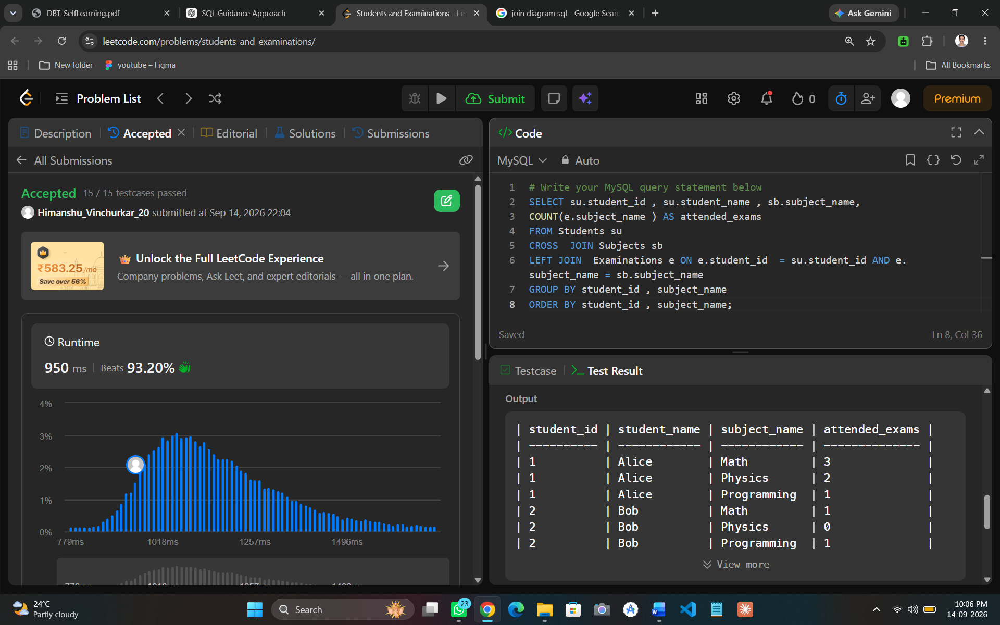 DBT-SelfLearning.pdf
SQL Guidance Approach
Students and Examinations - Le
join diagram sql - Google Searc
Ask Gemini
leetcode.com/problems/students-and-examinations/
New folder
youtube – Figma
All Bookmarks
Problem List
Submit
0
Premium
Description
Accepted
Editorial
Solutions
Submissions
All Submissions
Accepted 15 / 15 testcases passed
Himanshu_Vinchurkar_20 submitted at Sep 14, 2026 22:04
₹583.25/mo
Save over 56%
Unlock the Full LeetCode Experience
Company problems, Ask Leet, and expert editorials — all in one plan.
Runtime
950 ms Beats 93.20%
4%
3%
2%
1%
0%
779ms 1018ms 1257ms 1496ms
779ms 1018ms 1257ms 1496ms
Code
MySQL Auto
1 # Write your MySQL query statement below
2 SELECT su.student_id , su.student_name , sb.subject_name,
3 COUNT(e.subject_name ) AS attended_exams
4 FROM Students su
5 CROSS  JOIN Subjects sb
6 LEFT JOIN  Examinations e ON e.student_id  = su.student_id AND e.
subject_name = sb.subject_name
7 GROUP BY student_id , subject_name
8 ORDER BY student_id , subject_name;
Saved
Ln 8, Col 36
Testcase
Test Result
Output
| student_id | student_name | subject_name | attended_exams |
| ---------- | ------------ | ------------ | -------------- |
| 1          | Alice        | Math         | 3              |
| 1          | Alice        | Physics      | 2              |
| 1          | Alice        | Programming  | 1              |
| 2          | Bob          | Math         | 1              |
| 2          | Bob          | Physics      | 0              |
| 2          | Bob          | Programming  | 1              |
View more
24°C
Partly cloudy
Search
23
10:06 PM
14-09-2026